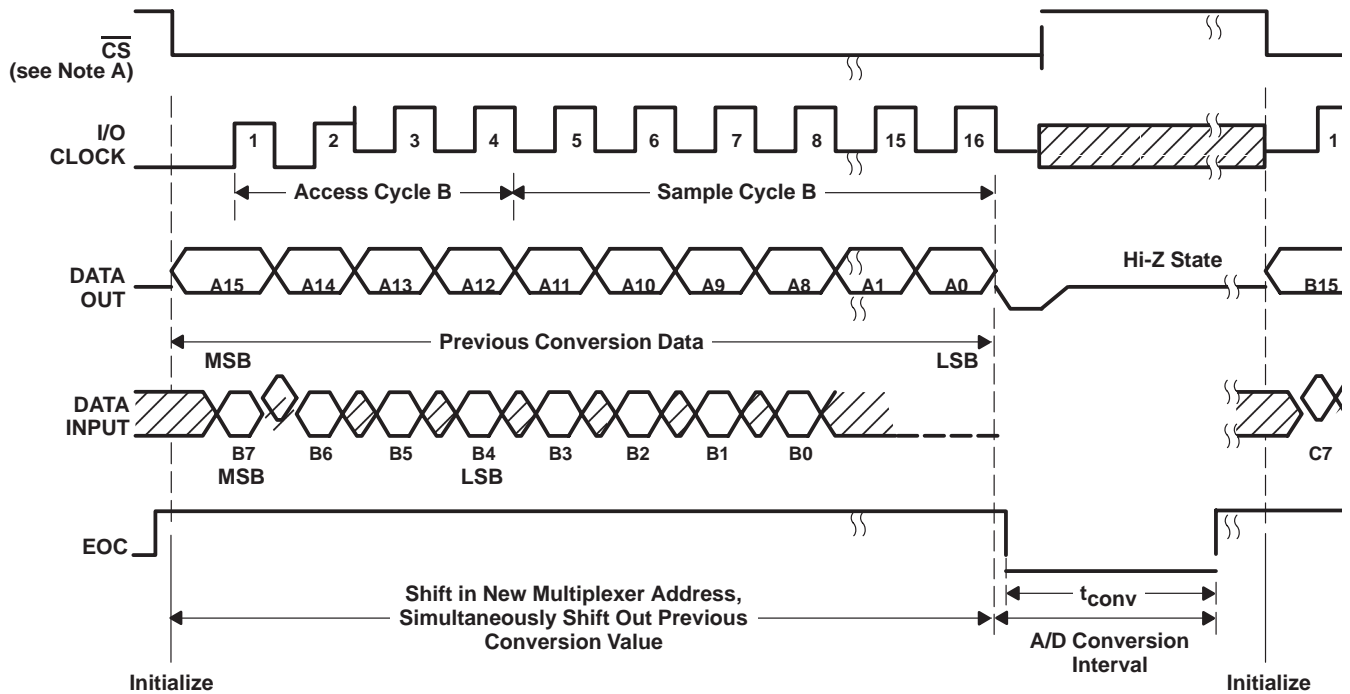 CS
(see Note A)
I/O
CLOCK
1 2 3 4 5 6 7 8 15 16 1
Access Cycle B
Sample Cycle B
DATA
OUT
A15 A14 A13 A12 A11 A10 A9 A8 A1 A0
Hi-Z State
B15
Previous Conversion Data
MSB
LSB
DATA
INPUT
B7 B6 B5 B4 B3 B2 B1 B0 C7
MSB
LSB
EOC
Shift in New Multiplexer Address,
Simultaneously Shift Out Previous
Conversion Value
tconv
A/D Conversion
Interval
Initialize
Initialize